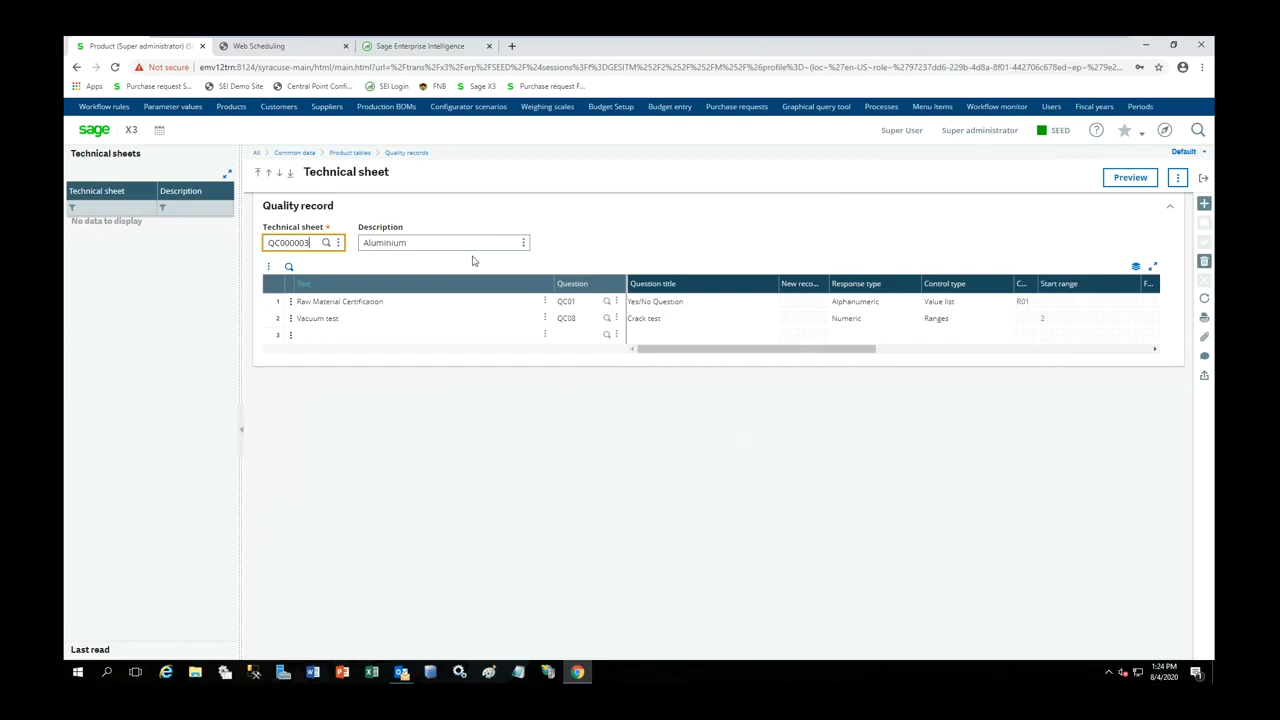 Product (Super administrator) (S
Web Scheduling
Sage Enterprise Intelligence
Not secure
emv12trn:8124/syracuse-main/html/main.html?url=%2Ftrans%2Fx3%2Ferp%2FSEED%2F%24sessions%3Ff%3DGESITM%252F2%252F%252FM%252F%26profile%3D~(loc~%27en-US~role~%2797237dd6-229b-4d8a-8f01-442706c678ed~ep~%279e2...
Apps
Purchase request S...
SEI Demo Site
Central Point Confi...
SEI Login
FNB
Sage X3
Purchase request F...
Workflow rules
Parameter values
Products
Customers
Suppliers
Production BOMs
Configurator scenarios
Weighing scales
Budget Setup
Budget entry
Purchase requests
Graphical query tool
Processes
Menu Items
Workflow monitor
Users
Fiscal years
Periods
sage X3
Super User
Super administrator
SEED
Technical sheets
All > Common data > Product tables > Quality records
Default
Technical sheet
Preview
Technical sheet Description
No data to display
Quality record
Technical sheet * Description
QC000003 Aluminium
Text Question Question title New reco... Response type Control type C... Start range F...
1 Raw Material Certification QC01 Yes/No Question Alphanumeric Value list R01
2 Vacuum test QC08 Crack test Numeric Ranges 2
3
Last read
1:24 PM
8/4/2020